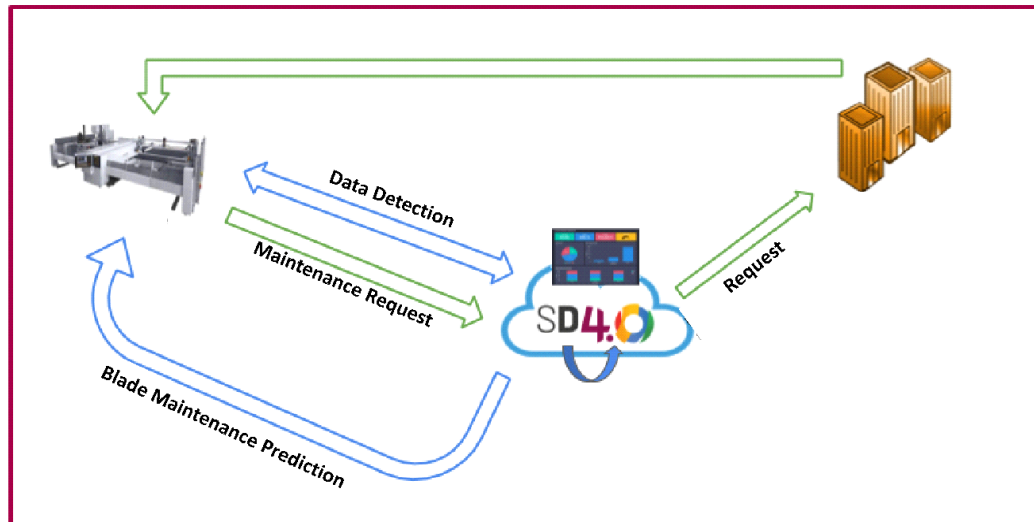 Data Detection
Maintenance Request
Request
SD4.0
Blade Maintenance Prediction